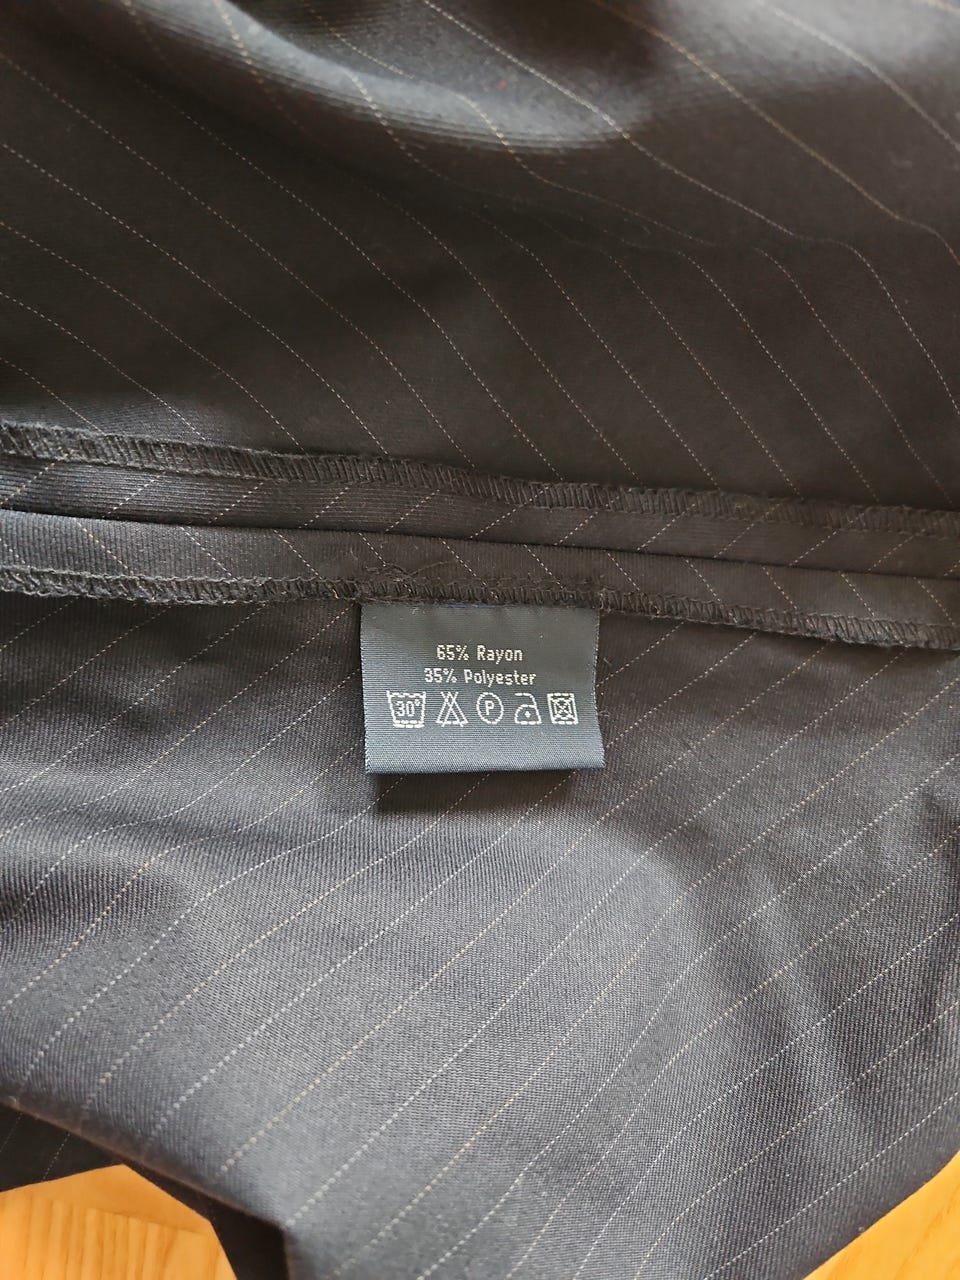 65% Rayon
35% Polyester
30° P